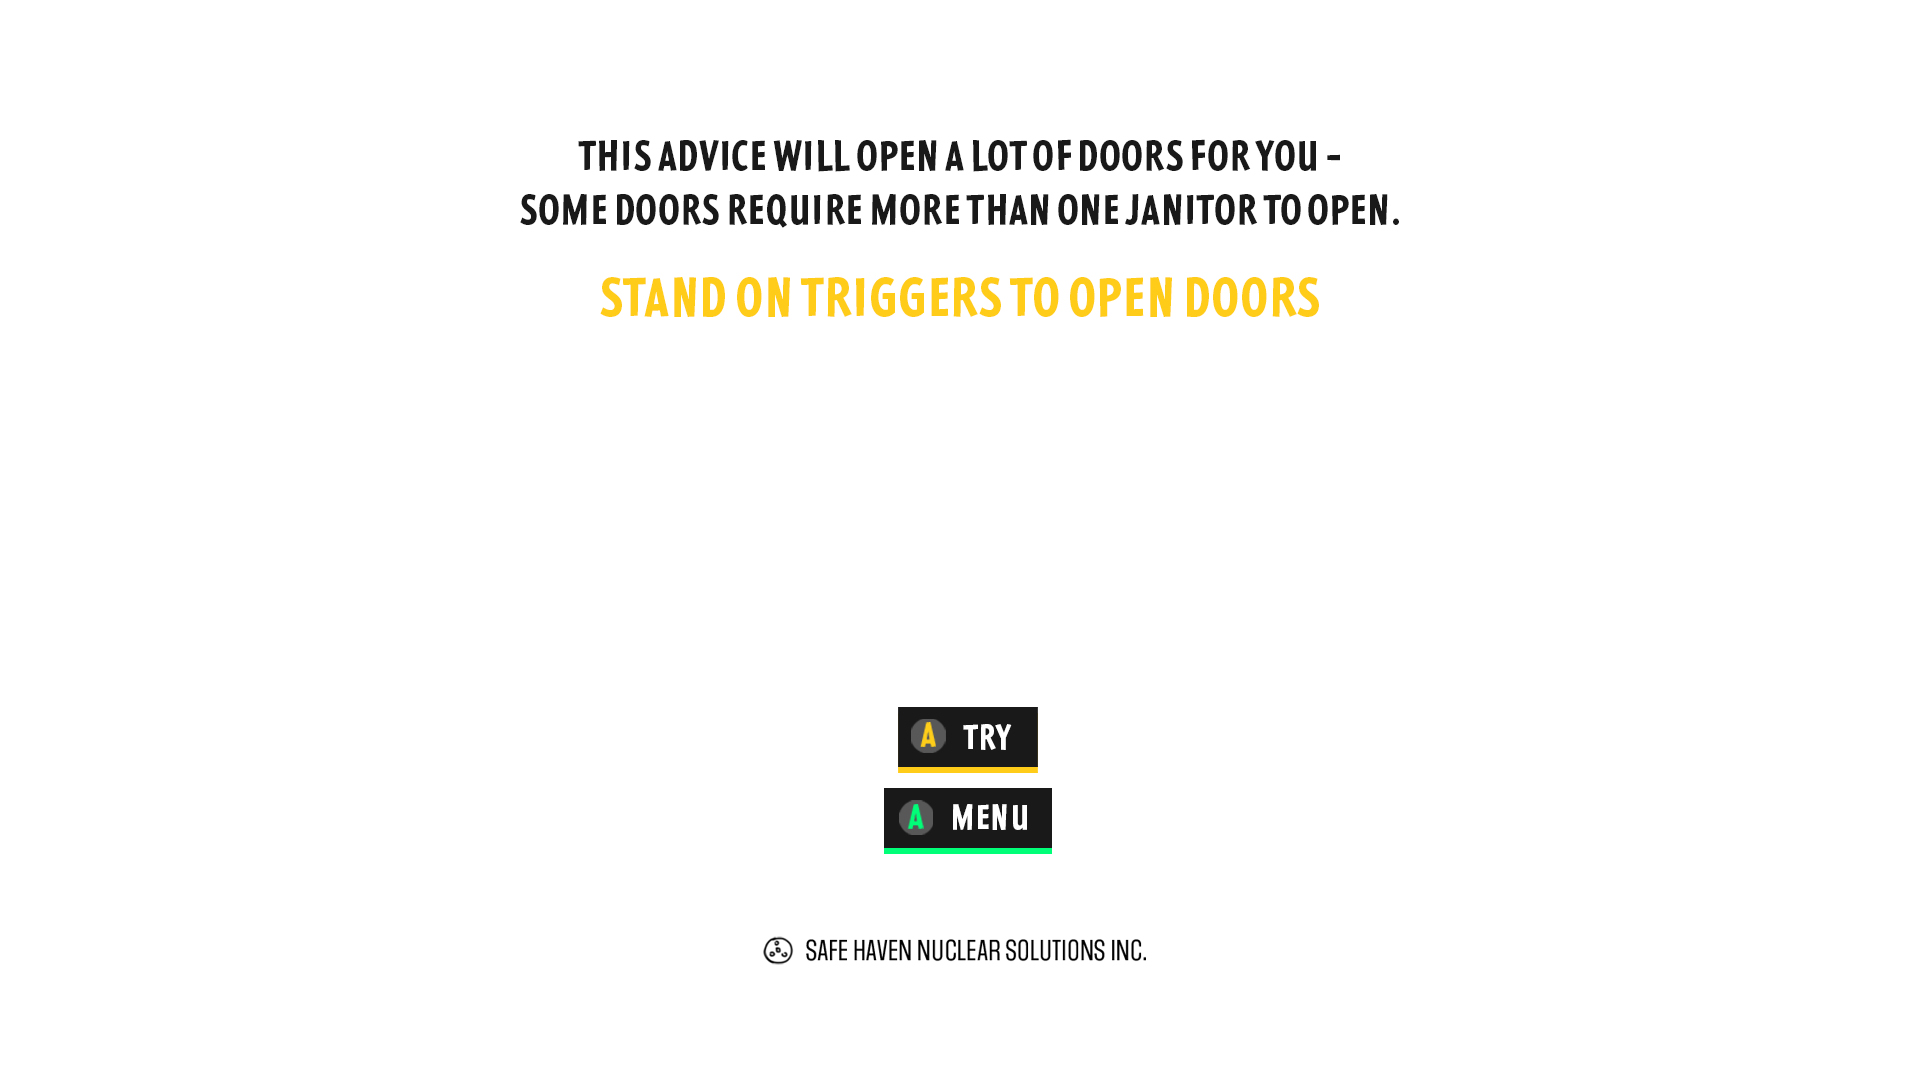 THIS ADVICE WILL OPEN A LOT OF DOORS FOR YOU -
SOME DOORS REQUIRE MORE THAN ONE JANITOR TO OPEN.
STAND ON TRIGGERS TO OPEN DOORS
A TRY
A MENU
SAFE HAVEN NUCLEAR SOLUTIONS INC.